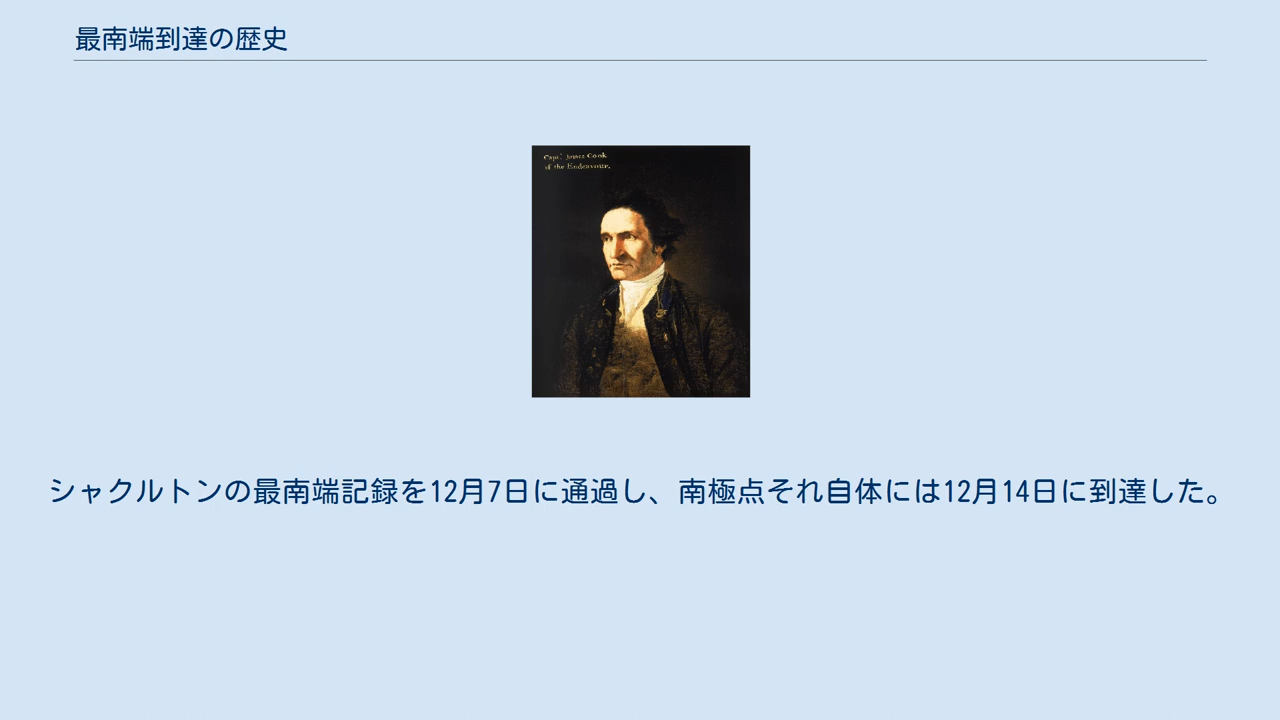 最南端到達の歴史
Capt. James Cook
of the Endeavour.
シャクルトンの最南端記録を12月7日に通過し、南極点それ自体には12月14日に到達した。